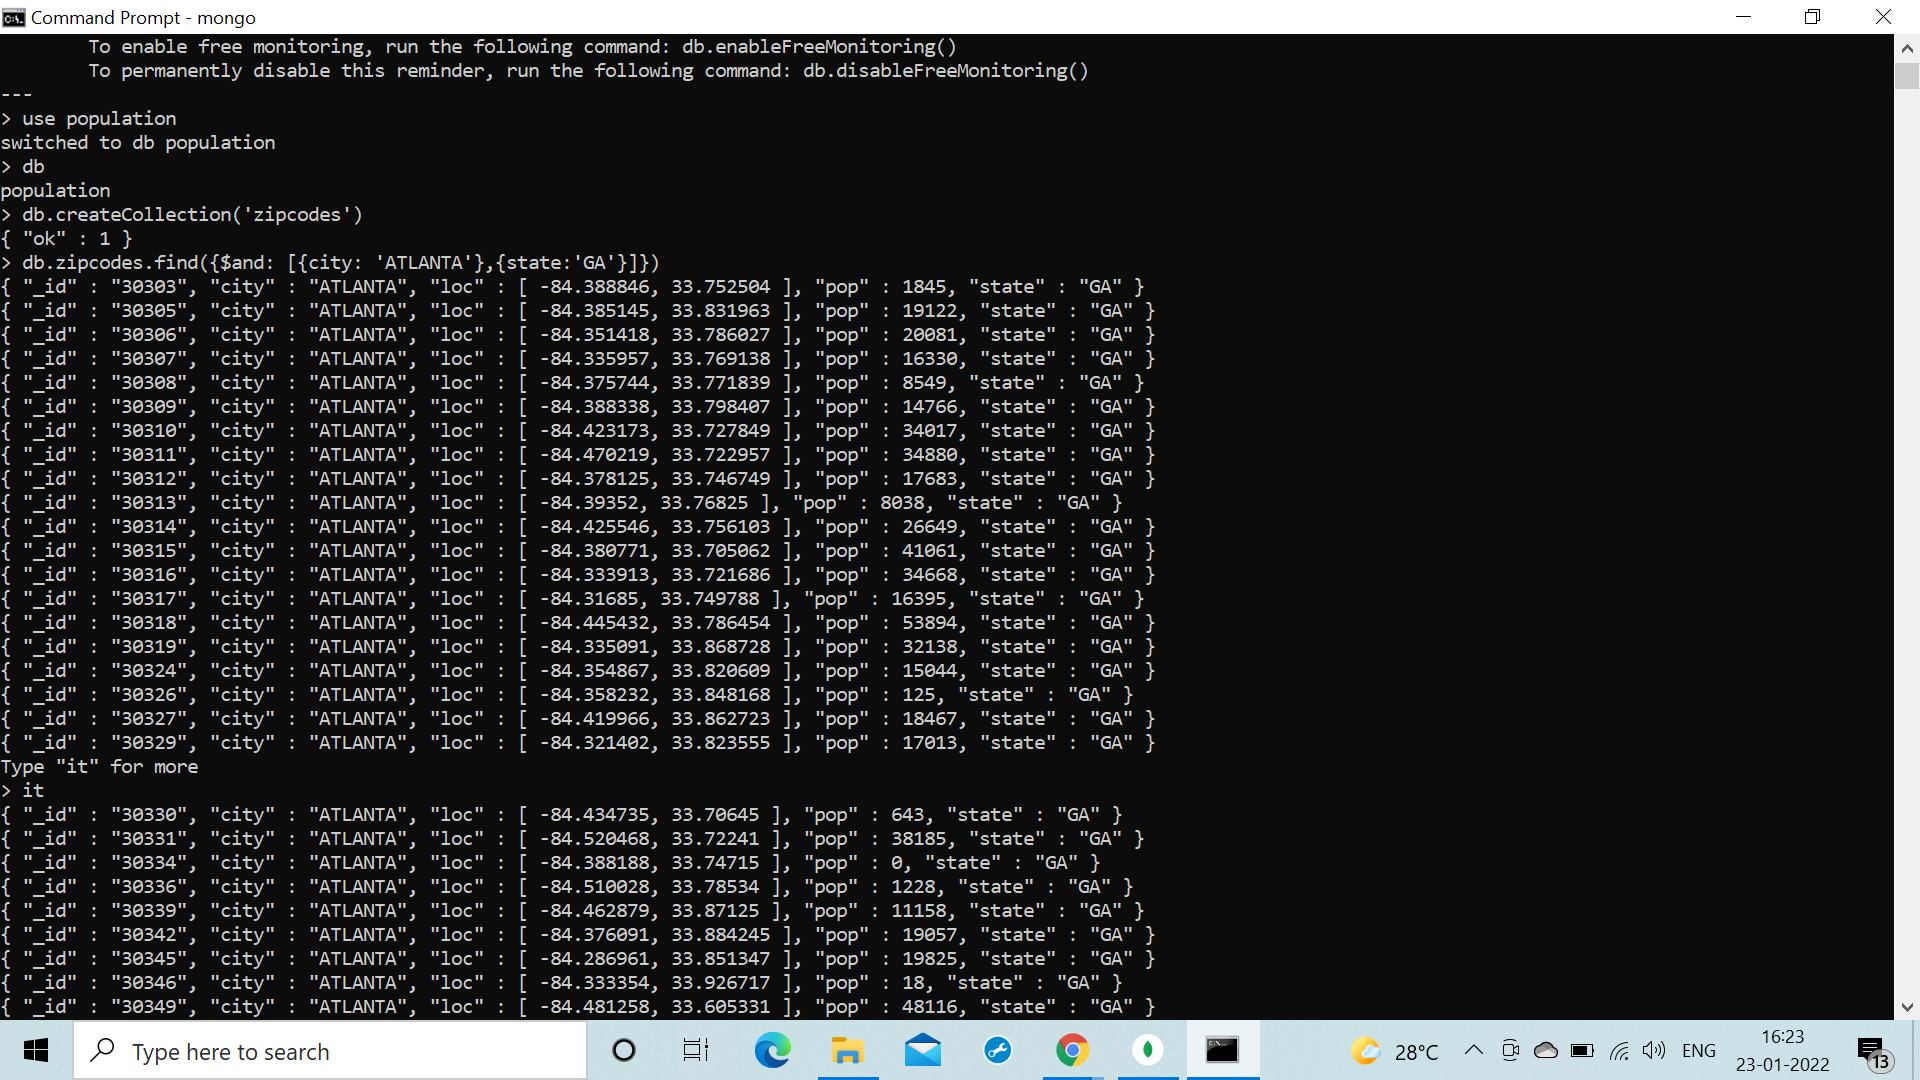 Command Prompt - mongo
To enable free monitoring, run the following command: db.enableFreeMonitoring()
To permanently disable this reminder, run the following command: db.disableFreeMonitoring()
---
> use population
switched to db population
> db
population
> db.createCollection('zipcodes')
{ "ok" : 1 }
> db.zipcodes.find({$and: [{city: 'ATLANTA'},{state:'GA'}]})
{ "_id" : "30303", "city" : "ATLANTA", "loc" : [ -84.388846, 33.752504 ], "pop" : 1845, "state" : "GA" }
{ "_id" : "30305", "city" : "ATLANTA", "loc" : [ -84.385145, 33.831963 ], "pop" : 19122, "state" : "GA" }
{ "_id" : "30306", "city" : "ATLANTA", "loc" : [ -84.351418, 33.786027 ], "pop" : 20081, "state" : "GA" }
{ "_id" : "30307", "city" : "ATLANTA", "loc" : [ -84.335957, 33.769138 ], "pop" : 16330, "state" : "GA" }
{ "_id" : "30308", "city" : "ATLANTA", "loc" : [ -84.375744, 33.771839 ], "pop" : 8549, "state" : "GA" }
{ "_id" : "30309", "city" : "ATLANTA", "loc" : [ -84.388338, 33.798407 ], "pop" : 14766, "state" : "GA" }
{ "_id" : "30310", "city" : "ATLANTA", "loc" : [ -84.423173, 33.727849 ], "pop" : 34017, "state" : "GA" }
{ "_id" : "30311", "city" : "ATLANTA", "loc" : [ -84.470219, 33.722957 ], "pop" : 34880, "state" : "GA" }
{ "_id" : "30312", "city" : "ATLANTA", "loc" : [ -84.378125, 33.746749 ], "pop" : 17683, "state" : "GA" }
{ "_id" : "30313", "city" : "ATLANTA", "loc" : [ -84.39352, 33.76825 ], "pop" : 8038, "state" : "GA" }
{ "_id" : "30314", "city" : "ATLANTA", "loc" : [ -84.425546, 33.756103 ], "pop" : 26649, "state" : "GA" }
{ "_id" : "30315", "city" : "ATLANTA", "loc" : [ -84.380771, 33.705062 ], "pop" : 41061, "state" : "GA" }
{ "_id" : "30316", "city" : "ATLANTA", "loc" : [ -84.333913, 33.721686 ], "pop" : 34668, "state" : "GA" }
{ "_id" : "30317", "city" : "ATLANTA", "loc" : [ -84.31685, 33.749788 ], "pop" : 16395, "state" : "GA" }
{ "_id" : "30318", "city" : "ATLANTA", "loc" : [ -84.445432, 33.786454 ], "pop" : 53894, "state" : "GA" }
{ "_id" : "30319", "city" : "ATLANTA", "loc" : [ -84.335091, 33.868728 ], "pop" : 32138, "state" : "GA" }
{ "_id" : "30324", "city" : "ATLANTA", "loc" : [ -84.354867, 33.820609 ], "pop" : 15044, "state" : "GA" }
{ "_id" : "30326", "city" : "ATLANTA", "loc" : [ -84.358232, 33.848168 ], "pop" : 125, "state" : "GA" }
{ "_id" : "30327", "city" : "ATLANTA", "loc" : [ -84.419966, 33.862723 ], "pop" : 18467, "state" : "GA" }
{ "_id" : "30329", "city" : "ATLANTA", "loc" : [ -84.321402, 33.823555 ], "pop" : 17013, "state" : "GA" }
Type "it" for more
> it
{ "_id" : "30330", "city" : "ATLANTA", "loc" : [ -84.434735, 33.70645 ], "pop" : 643, "state" : "GA" }
{ "_id" : "30331", "city" : "ATLANTA", "loc" : [ -84.520468, 33.72241 ], "pop" : 38185, "state" : "GA" }
{ "_id" : "30334", "city" : "ATLANTA", "loc" : [ -84.388188, 33.74715 ], "pop" : 0, "state" : "GA" }
{ "_id" : "30336", "city" : "ATLANTA", "loc" : [ -84.510028, 33.78534 ], "pop" : 1228, "state" : "GA" }
{ "_id" : "30339", "city" : "ATLANTA", "loc" : [ -84.462879, 33.87125 ], "pop" : 11158, "state" : "GA" }
{ "_id" : "30342", "city" : "ATLANTA", "loc" : [ -84.376091, 33.884245 ], "pop" : 19057, "state" : "GA" }
{ "_id" : "30345", "city" : "ATLANTA", "loc" : [ -84.286961, 33.851347 ], "pop" : 19825, "state" : "GA" }
{ "_id" : "30346", "city" : "ATLANTA", "loc" : [ -84.333354, 33.926717 ], "pop" : 18, "state" : "GA" }
{ "_id" : "30349", "city" : "ATLANTA", "loc" : [ -84.481258, 33.605331 ], "pop" : 48116, "state" : "GA" }
Type here to search
28°C
ENG
16:23
23-01-2022
13